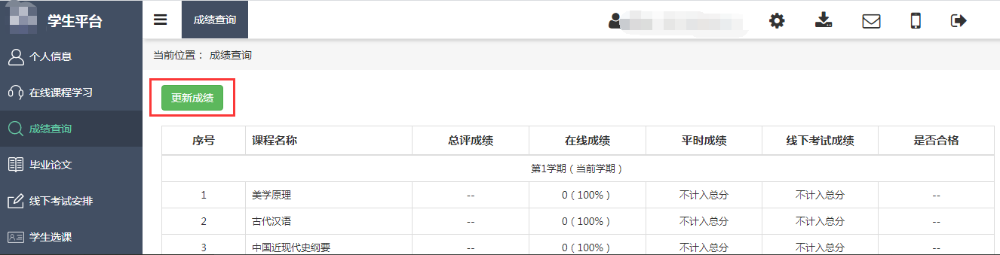 学生平台
成绩查询
个人信息
在线课程学习
成绩查询
毕业论文
线下考试安排
学生选课
当前位置： 成绩查询
更新成绩
序号 课程名称 总评成绩 在线成绩 平时成绩 线下考试成绩 是否合格
第1学期（当前学期）
1 美学原理 -- 0（100%） 不计入总分 不计入总分 --
2 古代汉语 -- 0（100%） 不计入总分 不计入总分 --
3 中国近现代史纲要 -- 0（100%） 不计入总分 不计入总分 --